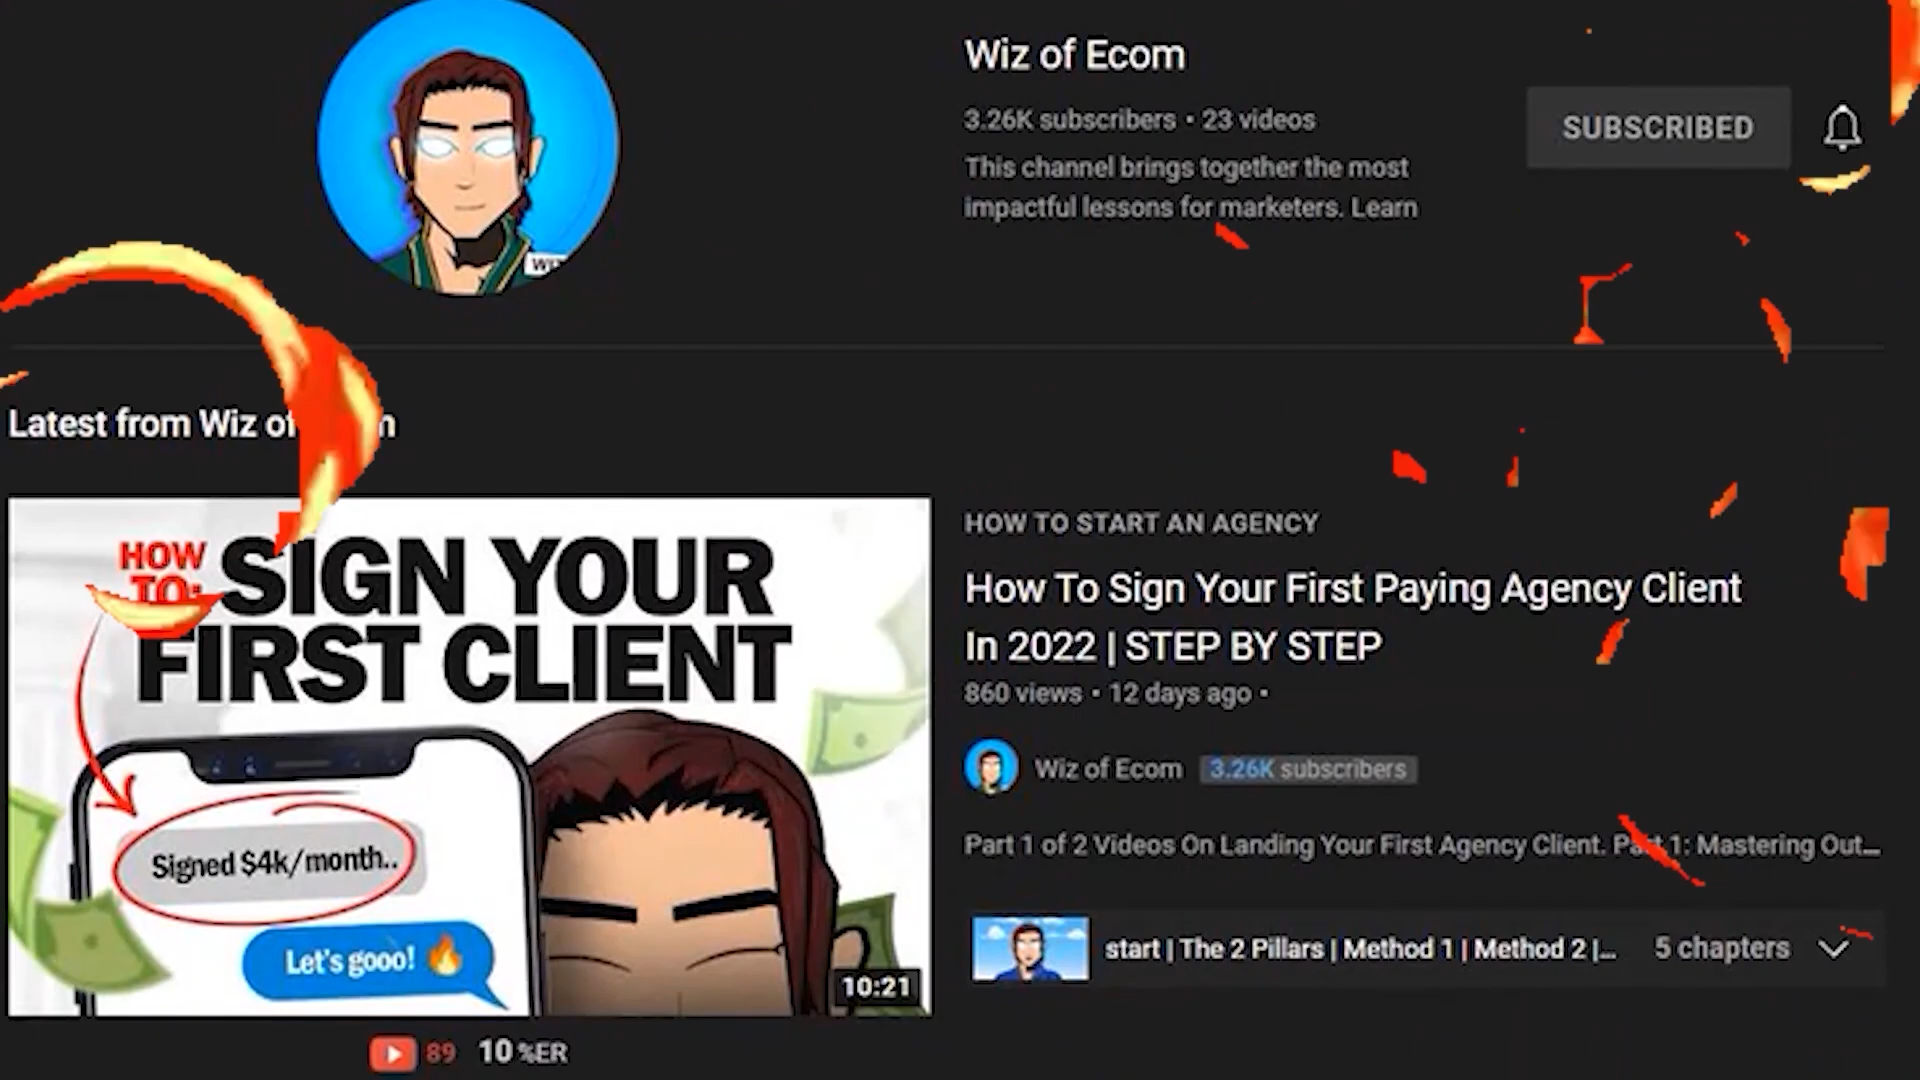 Wiz of Ecom
3.26K subscribers • 23 videos
SUBSCRIBED
This channel brings together the most
impactful lessons for marketers. Learn
Latest from Wiz of
HOW TO: SIGN YOUR
FIRST CLIENT
Signed $4k/month..
Let's gooo! 🔥
10:21
HOW TO START AN AGENCY
How To Sign Your First Paying Agency Client
In 2022 | STEP BY STEP
860 views • 12 days ago •
Wiz of Ecom 3.26K subscribers
Part 1 of 2 Videos On Landing Your First Agency Client. Part 1: Mastering Out...
start | The 2 Pillars | Method 1 | Method 2 |... 5 chapters
89 10 %ER